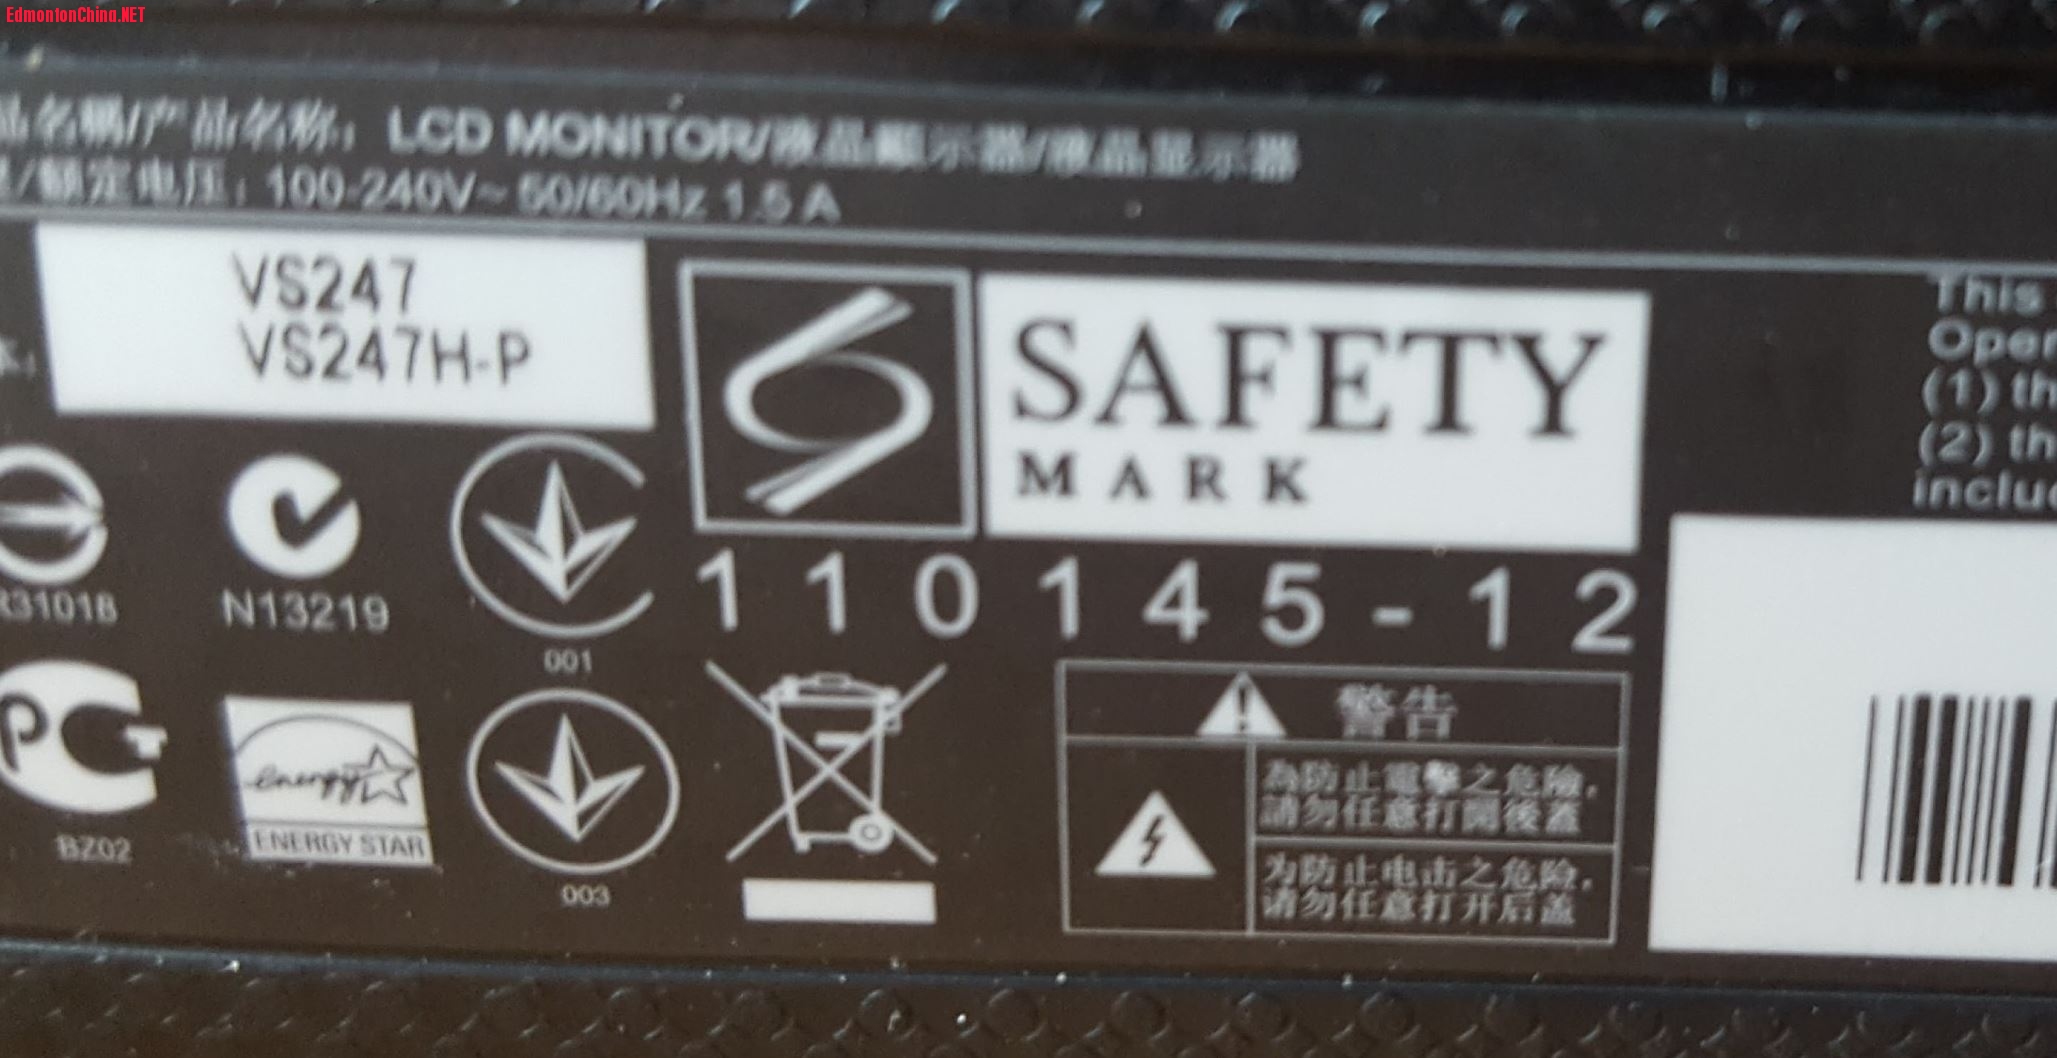 EdmontonChina.NET
品名稱/产品名称: LCD MONITOR/液晶顯示器/液晶显示器
/额定电压: 100-240V~ 50/60Hz 1.5 A
VS247
VS247H-P
SAFETY
MARK
110145-12
This
(1) th
(2) th
R31018
N13219
001
BZ02
energy
ENERGY STAR
003
警告
為防止電擊之危險,
請勿任意打開後蓋
为防止电击之危险,
请勿任意打开后盖